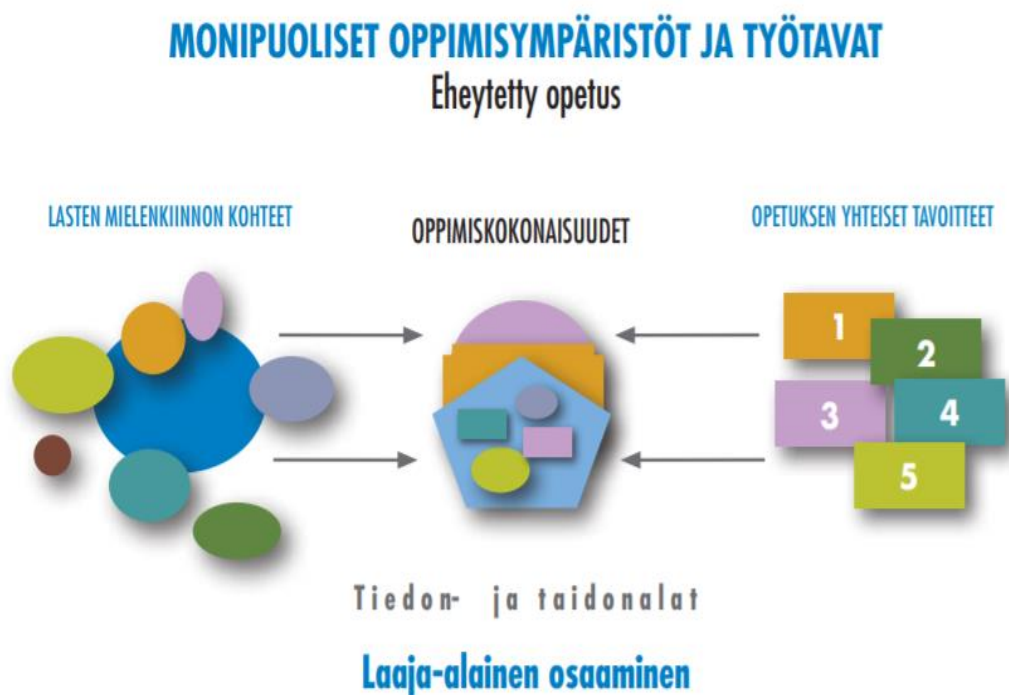 MONIPUOLISET OPPIMISYMPÄRISTÖT JA TYÖTAVAT
Eheytetty opetus
LASTEN MIELENKIINNON KOHTEET
OPPIMISKOKONAISUUDET
OPETUKSEN YHTEISET TAVOITTEET
1
2
3
4
5
Tiedon- ja taidonalat
Laaja-alainen osaaminen